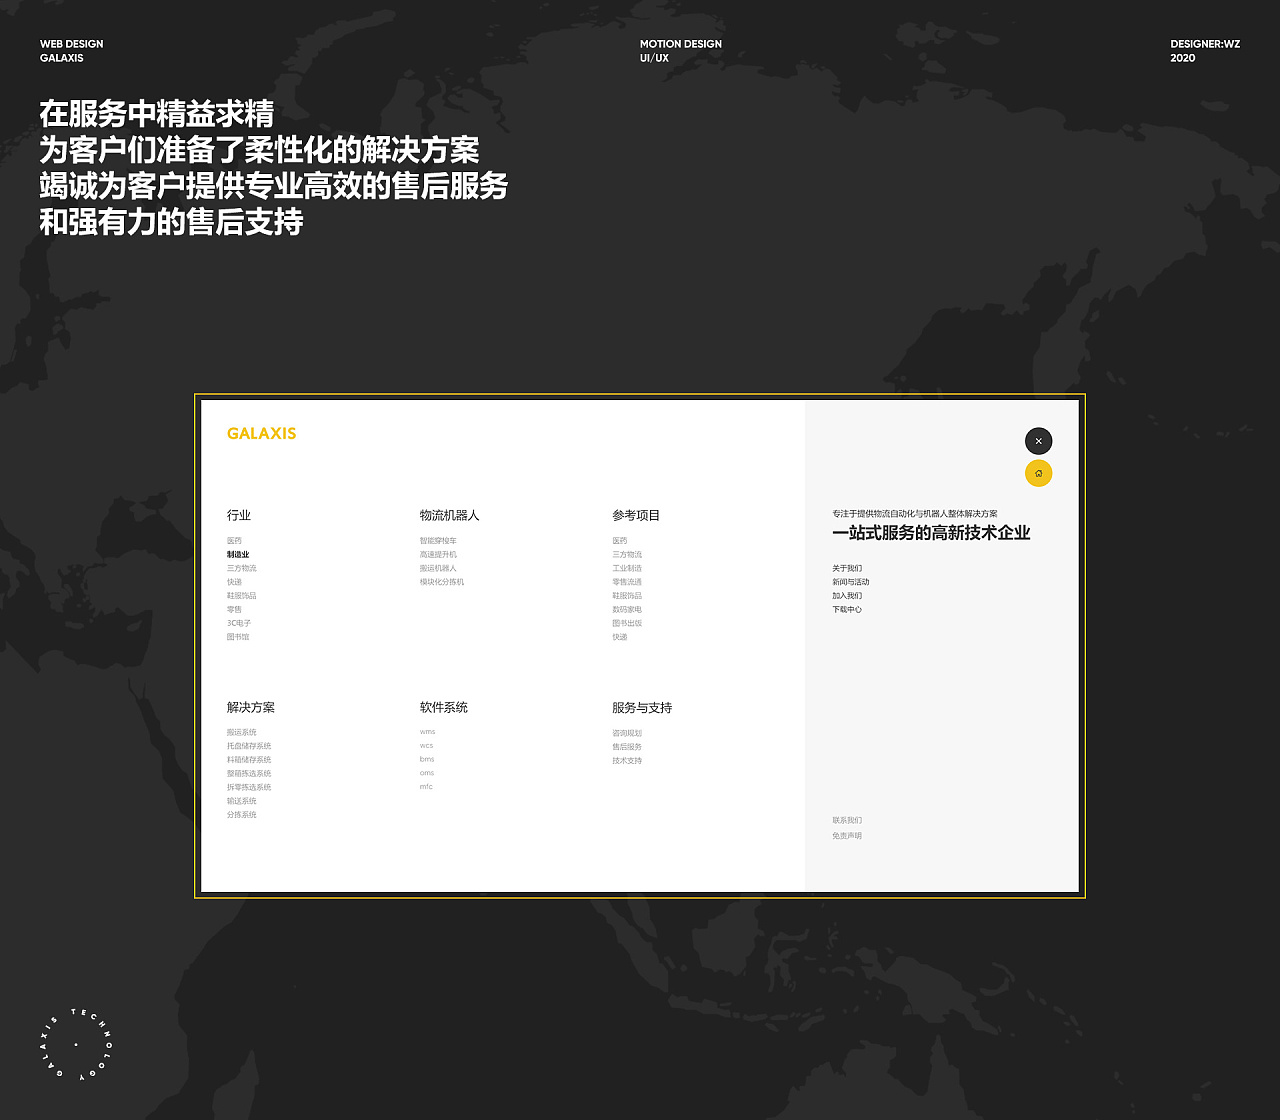 WEB DESIGN
GALAXIS
MOTION DESIGN
UI/UX
DESIGNER:WZ
2020
在服务中精益求精
为客户们准备了柔性化的解决方案
竭诚为客户提供专业高效的售后服务
和强有力的售后支持
GALAXIS
行业
医药
制造业
三方物流
快递
鞋服饰品
零售
3C电子
图书馆
物流机器人
智能穿梭车
高速提升机
搬运机器人
模块化分拣机
参考项目
医药
三方物流
工业制造
零售流通
鞋服饰品
数码家电
图书出版
快递
专注于提供物流自动化与机器人整体解决方案
一站式服务的高新技术企业
关于我们
新闻与活动
加入我们
下载中心
解决方案
搬运系统
托盘储存系统
料箱储存系统
整箱拣选系统
拆零拣选系统
输送系统
分拣系统
软件系统
wms
wcs
bms
oms
mfc
服务与支持
咨询规划
售后服务
技术支持
联系我们
免责声明
GALAXIS TECHNOLOGY